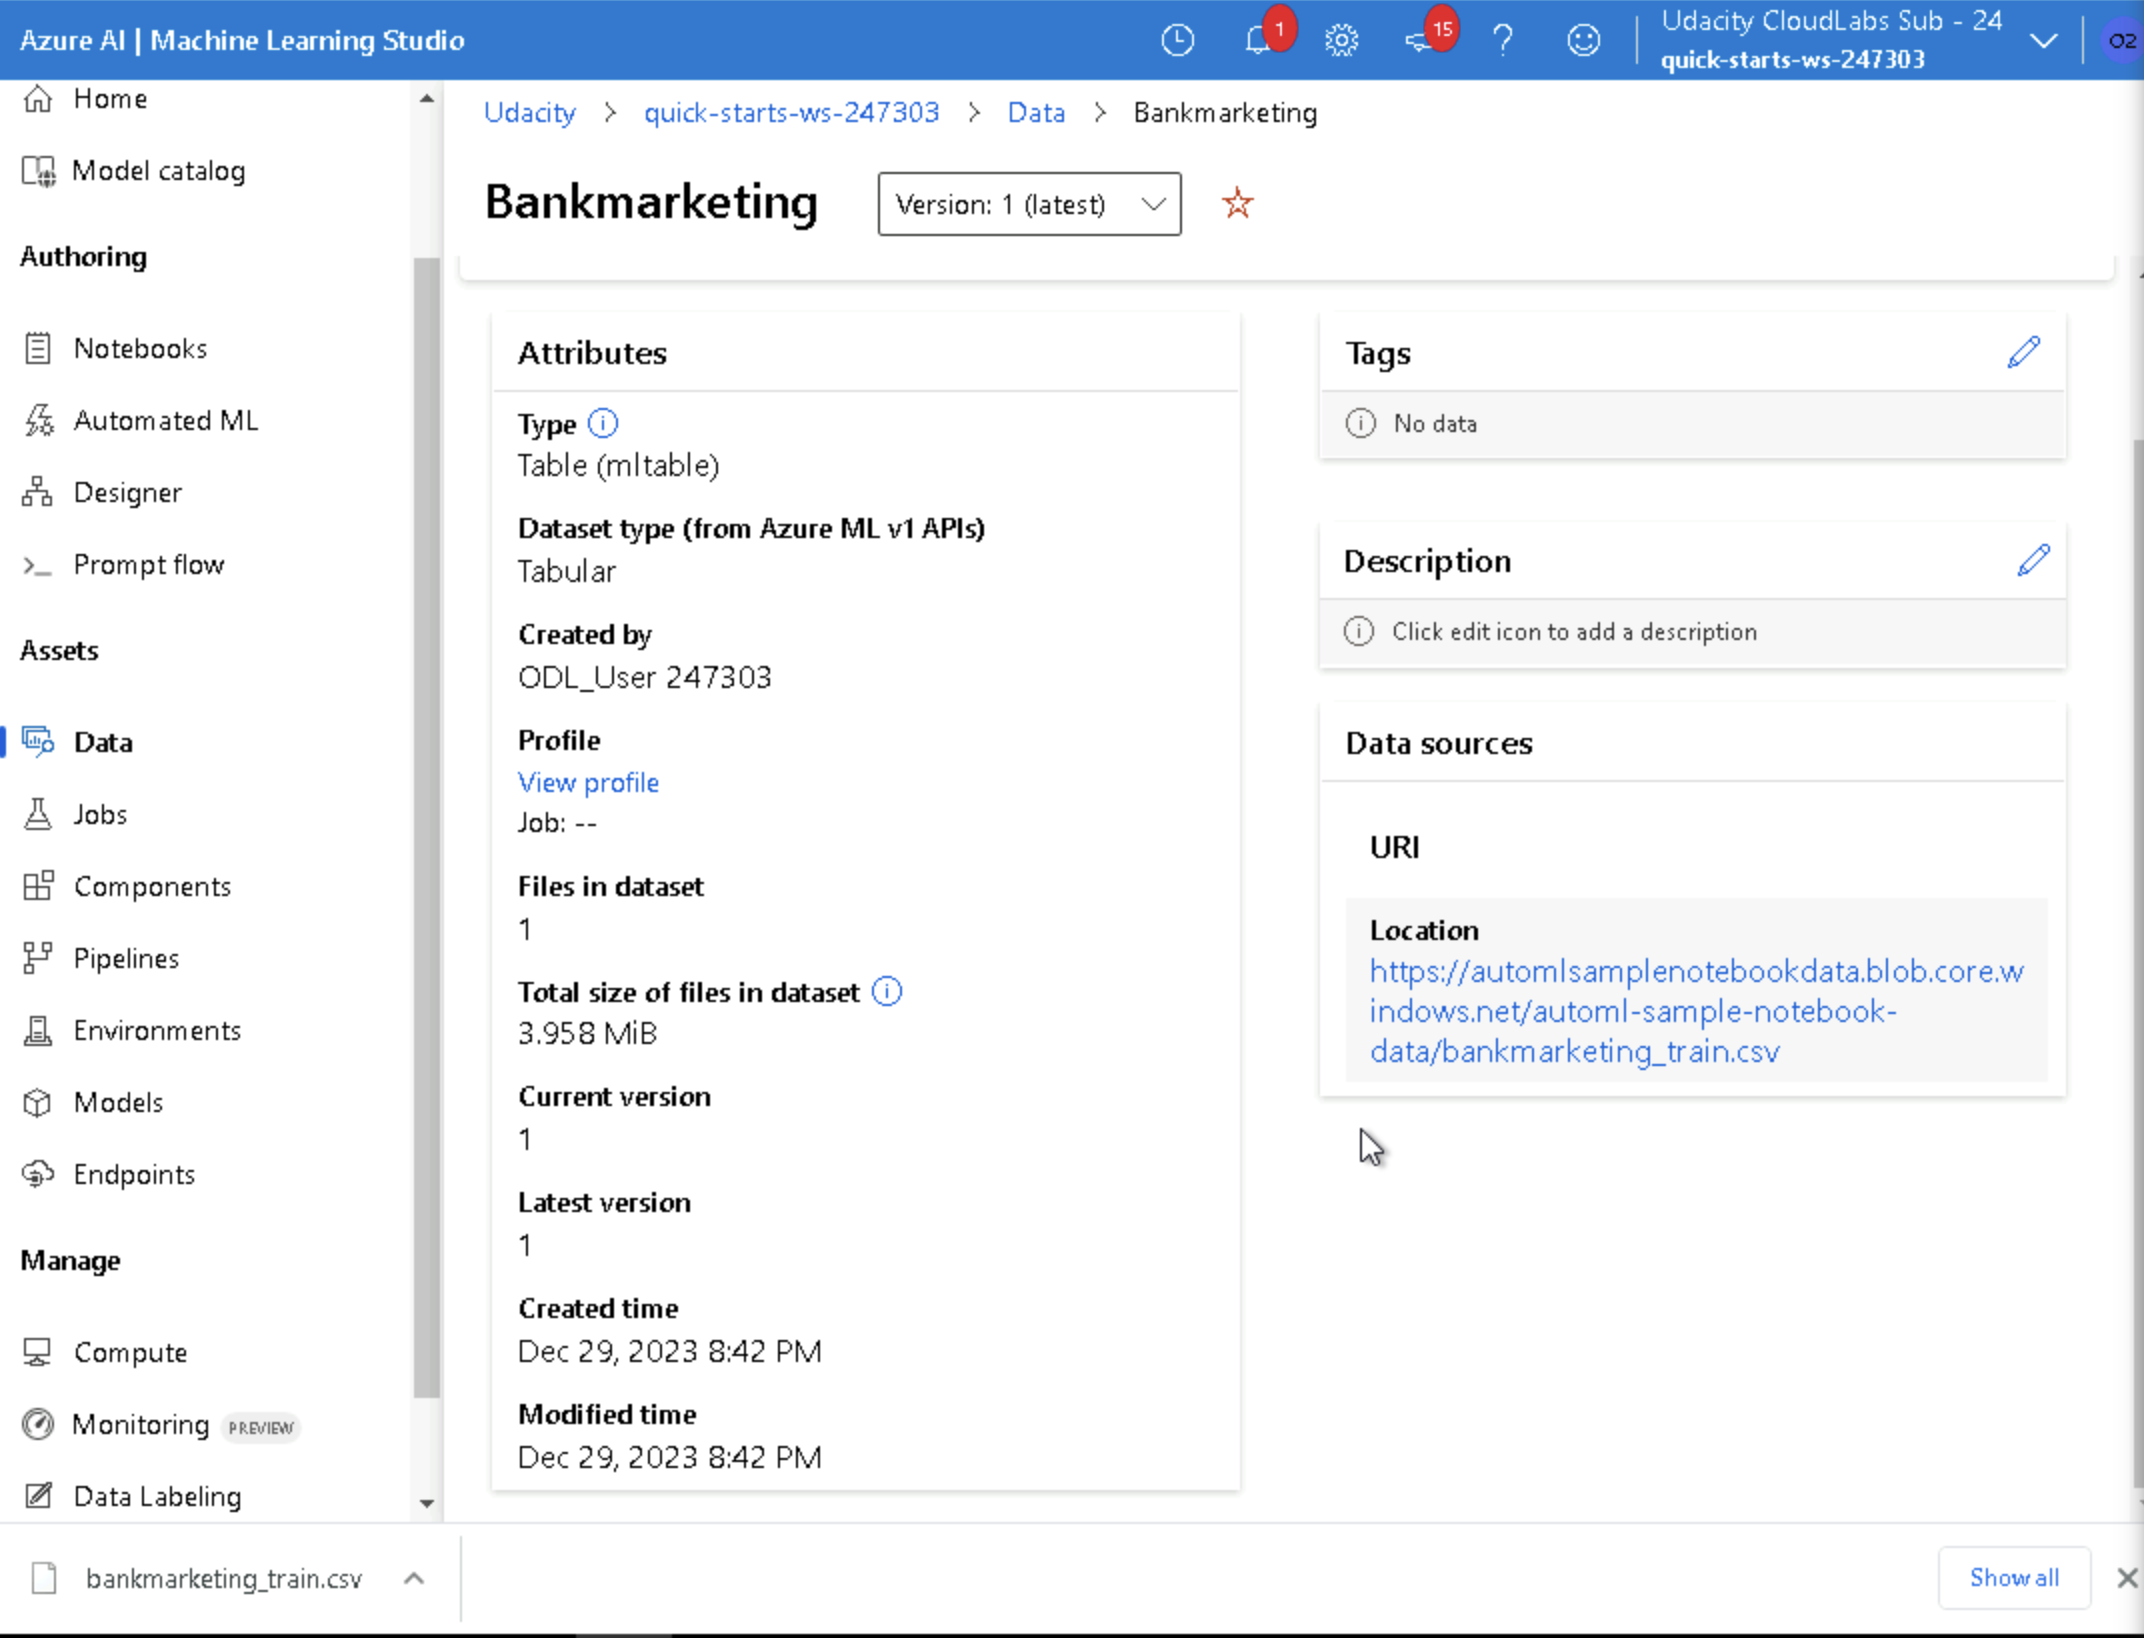 Azure AI | Machine Learning Studio
1
15
Udacity CloudLabs Sub - 24
quick-starts-ws-247303
O2
Home
Model catalog
Authoring
Notebooks
Automated ML
Designer
Prompt flow
Assets
Data
Jobs
Components
Pipelines
Environments
Models
Endpoints
Manage
Compute
Monitoring PREVIEW
Data Labeling
Udacity > quick-starts-ws-247303 > Data > Bankmarketing
Bankmarketing
Version: 1 (latest)
Attributes
Type
Table (mltable)
Dataset type (from Azure ML v1 APIs)
Tabular
Created by
ODL_User 247303
Profile
View profile
Job: --
Files in dataset
1
Total size of files in dataset
3.958 MiB
Current version
1
Latest version
1
Created time
Dec 29, 2023 8:42 PM
Modified time
Dec 29, 2023 8:42 PM
Tags
No data
Description
Click edit icon to add a description
Data sources
URI
Location
https://automlsamplenotebookdata.blob.core.w
indows.net/automl-sample-notebook-
data/bankmarketing_train.csv
bankmarketing_train.csv
Show all